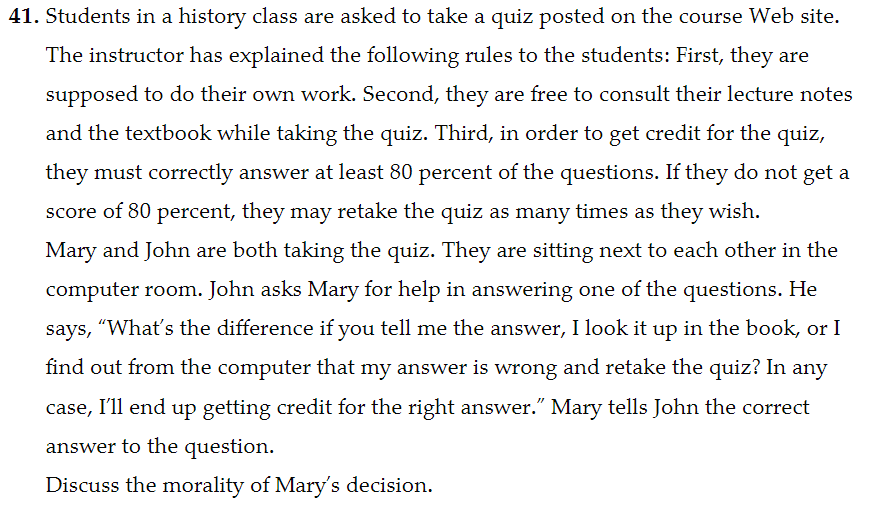 41. Students in a history class are asked to take a quiz posted on the course Web site.
The instructor has explained the following rules to the students: First, they are
supposed to do their own work. Second, they are free to consult their lecture notes
and the textbook while taking the quiz. Third, in order to get credit for the quiz,
they must correctly answer at least 80 percent of the questions. If they do not get a
score of 80 percent, they may retake the quiz as many times as they wish.
Mary and John are both taking the quiz. They are sitting next to each other in the
computer room. John asks Mary for help in answering one of the questions. He
says, “What’s the difference if you tell me the answer, I look it up in the book, or I
find out from the computer that my answer is wrong and retake the quiz? In any
case, I’ll end up getting credit for the right answer.” Mary tells John the correct
answer to the question.
Discuss the morality of Mary’s decision.